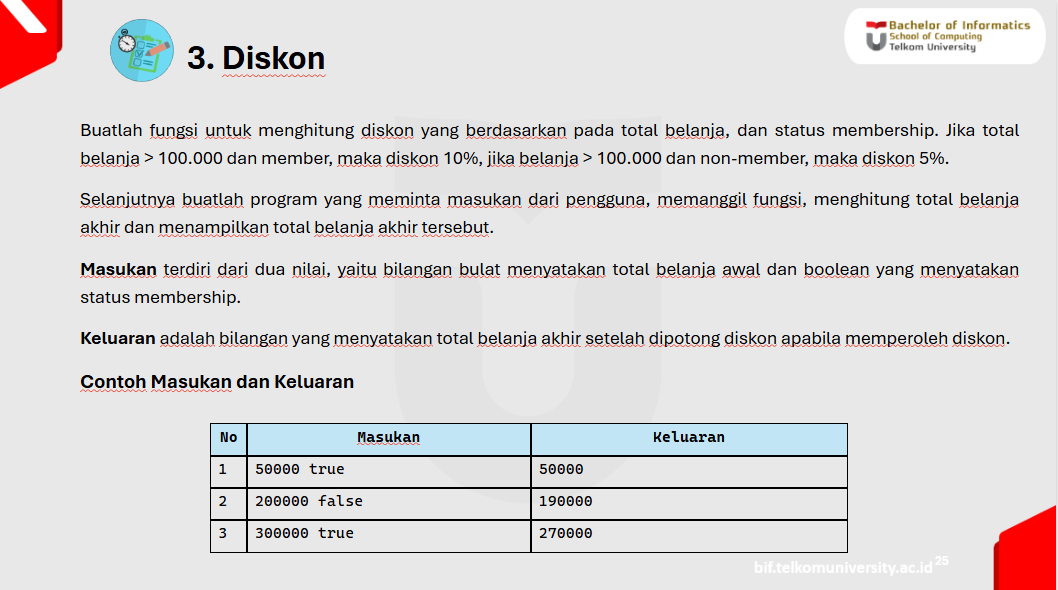 Bachelor of Informatics
School of Computing
Telkom University
3. Diskon
Buatlah fungsi untuk menghitung diskon yang berdasarkan pada total belanja, dan status membership. Jika total
belanja > 100.000 dan member, maka diskon 10%, jika belanja > 100.000 dan non-member, maka diskon 5%.
Selanjutnya buatlah program yang meminta masukan dari pengguna, memanggil fungsi, menghitung total belanja
akhir dan menampilkan total belanja akhir tersebut.
Masukan terdiri dari dua nilai, yaitu bilangan bulat menyatakan total belanja awal dan boolean yang menyatakan
status membership.
Keluaran adalah bilangan yang menyatakan total belanja akhir setelah dipotong diskon apabila memperoleh diskon.
Contoh Masukan dan Keluaran
No Masukan Keluaran
1 50000 true 50000
2 200000 false 190000
3 300000 true 270000
bif.telkomuniversity.ac.id 25